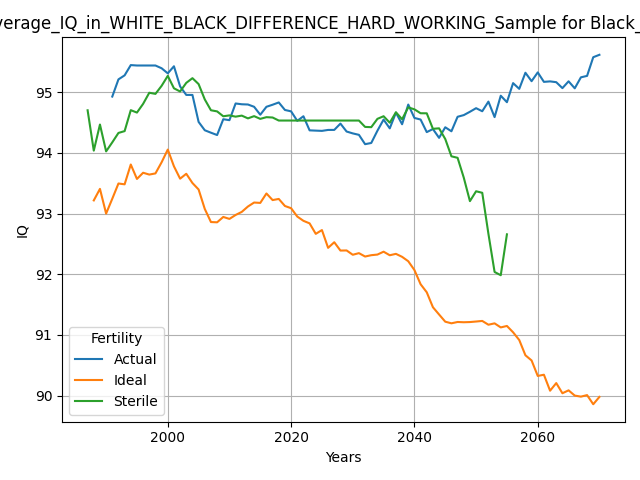 verage_IQ_in_WHITE_BLACK_DIFFERENCE_HARD_WORKING_Sample for Black_
95
94
93
92
91
90
IQ
Fertility
Actual
Ideal
Sterile
2000
2020
2040
2060
Years